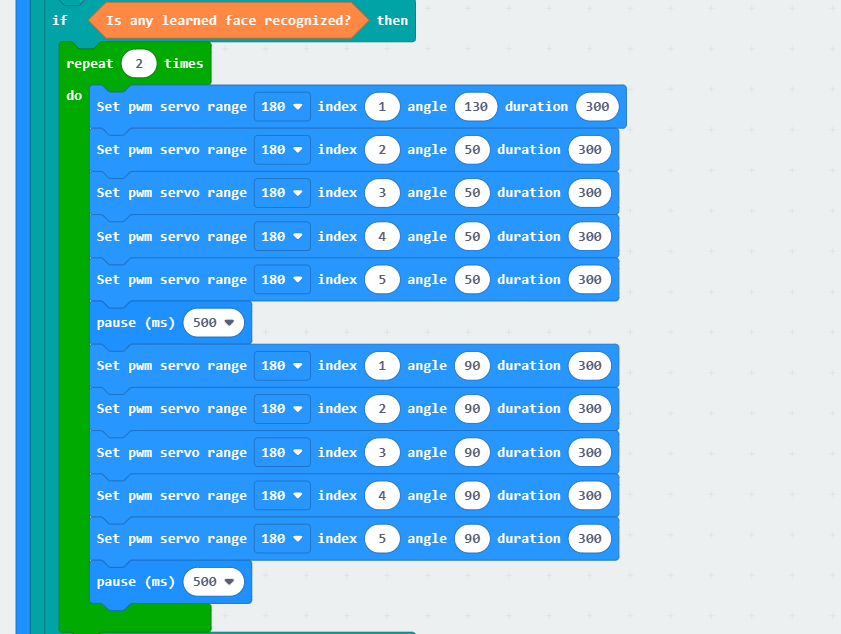 if Is any learned face recognized? then
repeat 2 times
do
Set pwm servo range 180 index 1 angle 130 duration 300
Set pwm servo range 180 index 2 angle 50 duration 300
Set pwm servo range 180 index 3 angle 50 duration 300
Set pwm servo range 180 index 4 angle 50 duration 300
Set pwm servo range 180 index 5 angle 50 duration 300
pause (ms) 500
Set pwm servo range 180 index 1 angle 90 duration 300
Set pwm servo range 180 index 2 angle 90 duration 300
Set pwm servo range 180 index 3 angle 90 duration 300
Set pwm servo range 180 index 4 angle 90 duration 300
Set pwm servo range 180 index 5 angle 90 duration 300
pause (ms) 500